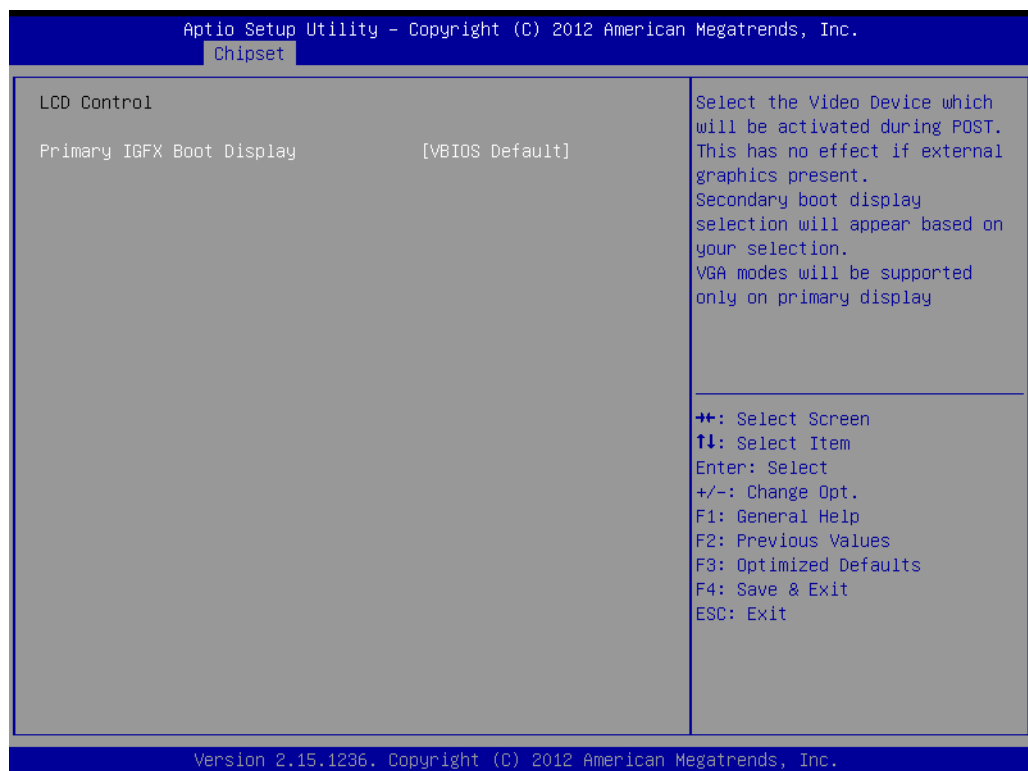 Aptio Setup Utility – Copyright (C) 2012 American Megatrends, Inc.
Chipset
LCD Control
Primary IGFX Boot Display [VBIOS Default]
Select the Video Device which
will be activated during POST.
This has no effect if external
graphics present.
Secondary boot display
selection will appear based on
your selection.
VGA modes will be supported
only on primary display
→←: Select Screen
↑↓: Select Item
Enter: Select
+/-: Change Opt.
F1: General Help
F2: Previous Values
F3: Optimized Defaults
F4: Save & Exit
ESC: Exit
Version 2.15.1236. Copyright (C) 2012 American Megatrends, Inc.